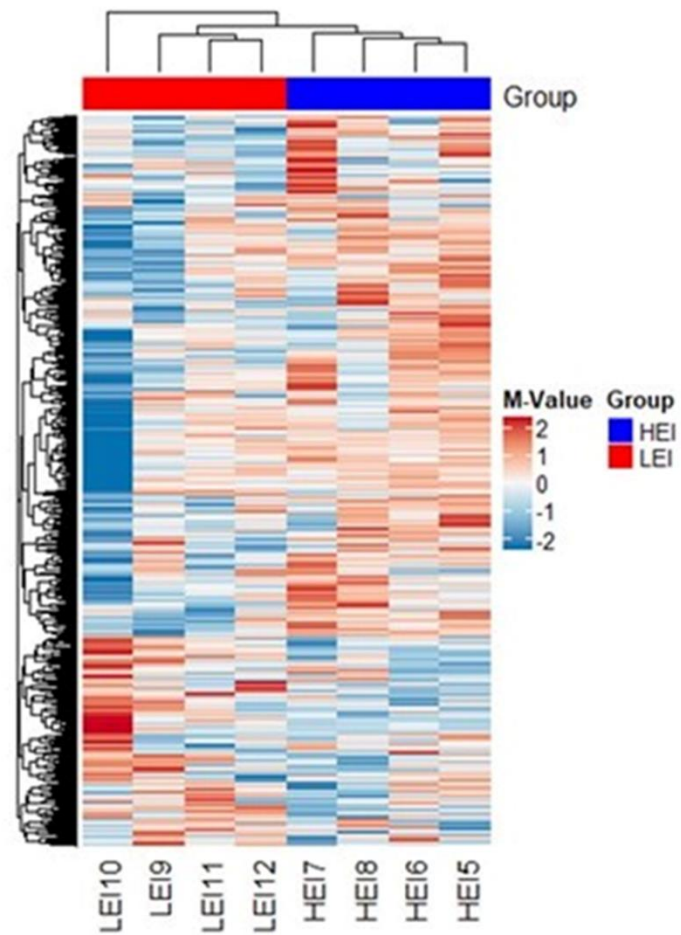 Group
M-Value Group
2 HEI
1 LEI
0
-1
-2
LEI10 LEI9 LEI11 LEI12 HEI7 HEI8 HEI6 HEI5